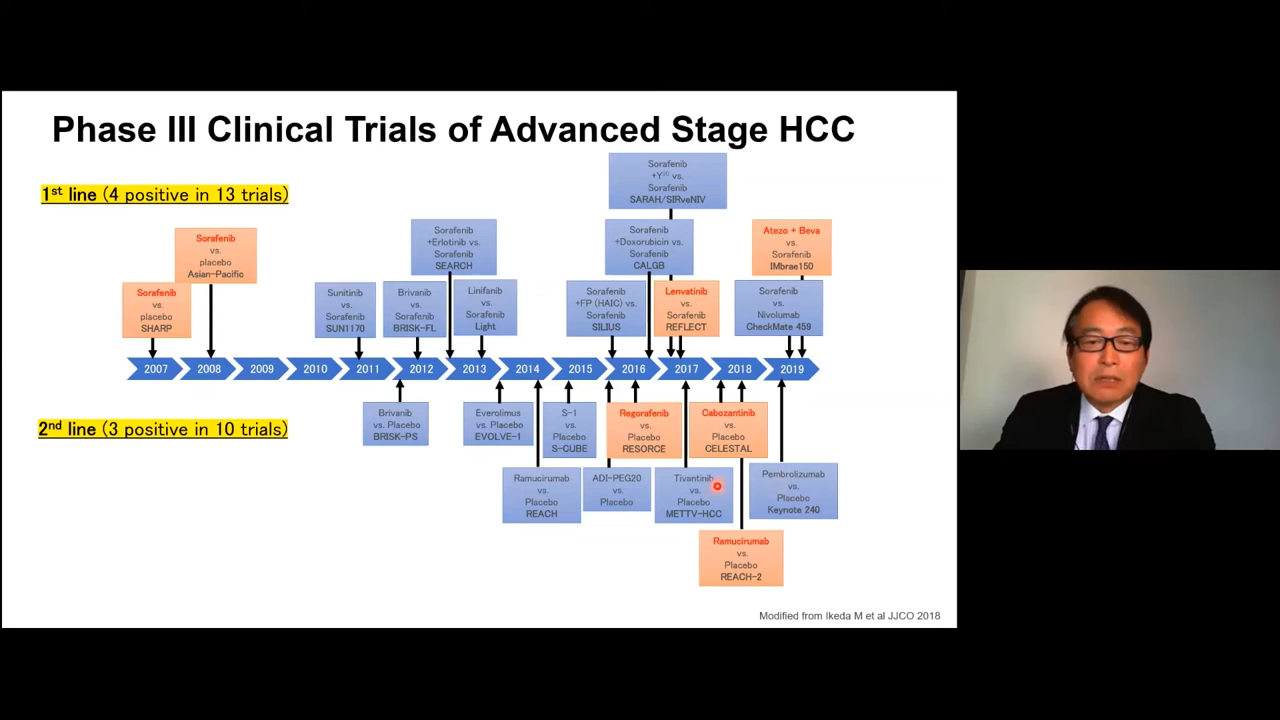 Phase III Clinical Trials of Advanced Stage HCC
1st line (4 positive in 13 trials)
Sorafenib
+Y90 vs.
Sorafenib
SARAH/SIRveNIV
Sorafenib
vs.
placebo
Asian-Pacific
Sorafenib
+Erlotinib vs.
Sorafenib
SEARCH
Sorafenib
+Doxorubicin vs.
Sorafenib
CALGB
Atezo + Beva
vs.
Sorafenib
IMbrae150
Sorafenib
vs.
placebo
SHARP
Sunitinib
vs.
Sorafenib
SUN1170
Brivanib
vs.
Sorafenib
BRISK-FL
Linifanib
vs.
Sorafenib
Light
Sorafenib
+FP (HAIC) vs.
Sorafenib
SILIUS
Lenvatinib
vs.
Sorafenib
REFLECT
Sorafenib
vs.
Nivolumab
CheckMate 459
2007 2008 2009 2010 2011 2012 2013 2014 2015 2016 2017 2018 2019
2nd line (3 positive in 10 trials)
Brivanib
vs. Placebo
BRISK-PS
Everolimus
vs. Placebo
EVOLVE-1
S-1
vs.
Placebo
S-CUBE
Regorafenib
vs.
Placebo
RESORCE
Cabozantinib
vs.
Placebo
CELESTAL
Ramucirumab
vs.
Placebo
REACH
ADI-PEG20
vs.
Placebo
Tivantinib
vs.
Placebo
METTV-HCC
Pembrolizumab
vs.
Placebo
Keynote 240
Ramucirumab
vs.
Placebo
REACH-2
Modified from Ikeda M et al JJCO 2018